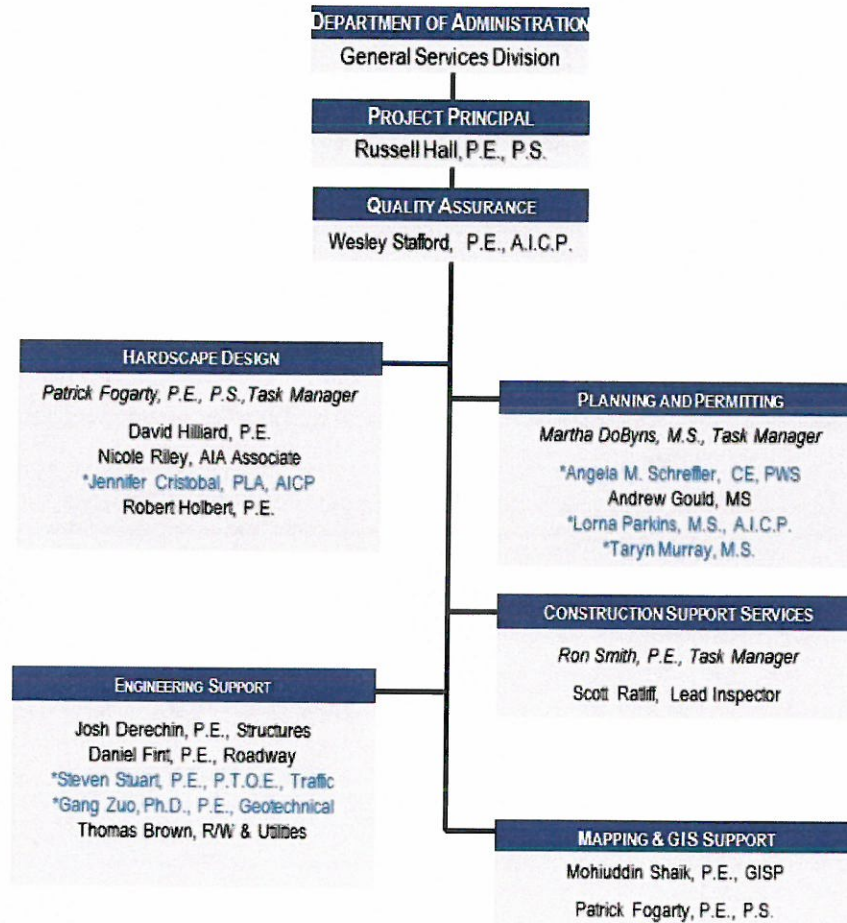 DEPARTMENT OF ADMINISTRATION
General Services Division
PROJECT PRINCIPAL
Russell Hall, P.E., P.S.
QUALITY ASSURANCE
Wesley Stafford, P.E., A.I.C.P.
HARDSCAPE DESIGN
Patrick Fogarty, P.E., P.S., Task Manager
David Hilliard, P.E.
Nicole Riley, AIA Associate
*Jennifer Cristobal, PLA, AICP
Robert Holbert, P.E.
PLANNING AND PERMITTING
Martha DoByns, M.S., Task Manager
*Angela M. Schreffler, CE, PWS
Andrew Gould, MS
*Lorna Parkins, M.S., A.I.C.P.
*Taryn Murray, M.S.
CONSTRUCTION SUPPORT SERVICES
Ron Smith, P.E., Task Manager
Scott Ratliff, Lead Inspector
ENGINEERING SUPPORT
Josh Derechin, P.E., Structures
Daniel Fint, P.E., Roadway
*Steven Stuart, P.E., P.T.O.E., Traffic
*Gang Zuo, Ph.D., P.E., Geotechnical
Thomas Brown, R/W & Utilities
MAPPING & GIS SUPPORT
Mohiuddin Shaik, P.E., GISP
Patrick Fogarty, P.E., P.S.